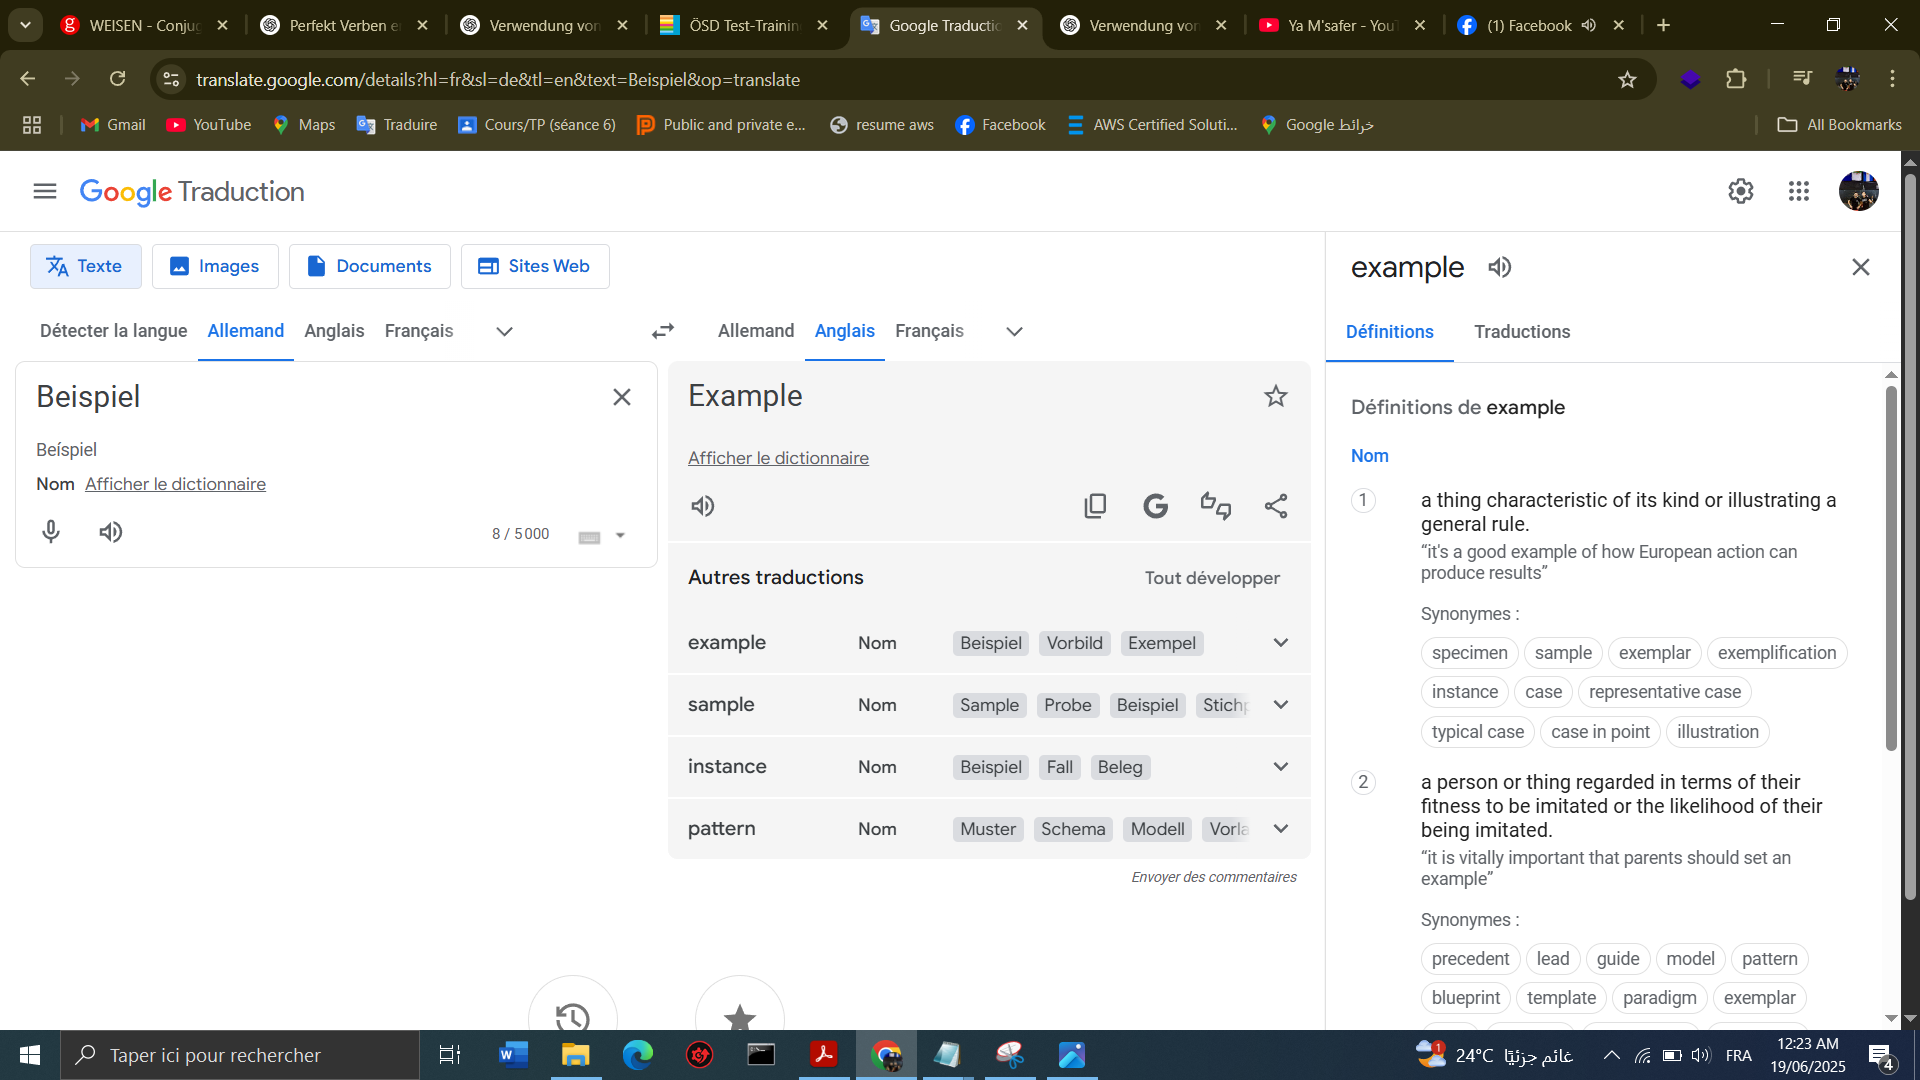 WEISEN - Conjug
Perfekt Verben e
Verwendung von
ÖSD Test-Training
Google Traductio
Verwendung von
Ya M'safer - YouT
(1) Facebook
translate.google.com/details?hl=fr&sl=de&tl=en&text=Beispiel&op=translate
Gmail
YouTube
Maps
Traduire
Cours/TP (séance 6)
Public and private e...
resume aws
Facebook
AWS Certified Soluti...
خرائط Google
All Bookmarks
Google Traduction
Texte
Images
Documents
Sites Web
Détecter la langue
Allemand
Anglais
Français
Allemand
Anglais
Français
Beispiel
Beíspiel
Nom Afficher le dictionnaire
8 / 5 000
Example
Afficher le dictionnaire
Autres traductions
Tout développer
example Nom Beispiel Vorbild Exempel
sample Nom Sample Probe Beispiel Stichp
instance Nom Beispiel Fall Beleg
pattern Nom Muster Schema Modell Vorla
Envoyer des commentaires
example
Définitions
Traductions
Définitions de example
Nom
1
a thing characteristic of its kind or illustrating a
general rule.
“it's a good example of how European action can
produce results”
Synonymes :
specimen sample exemplar exemplification
instance case representative case
typical case case in point illustration
2
a person or thing regarded in terms of their
fitness to be imitated or the likelihood of their
being imitated.
“it is vitally important that parents should set an
example”
Synonymes :
precedent lead guide model pattern
blueprint template paradigm exemplar
Taper ici pour rechercher
1
24°C غائم جزئيًا
FRA
12:23 AM
19/06/2025
4